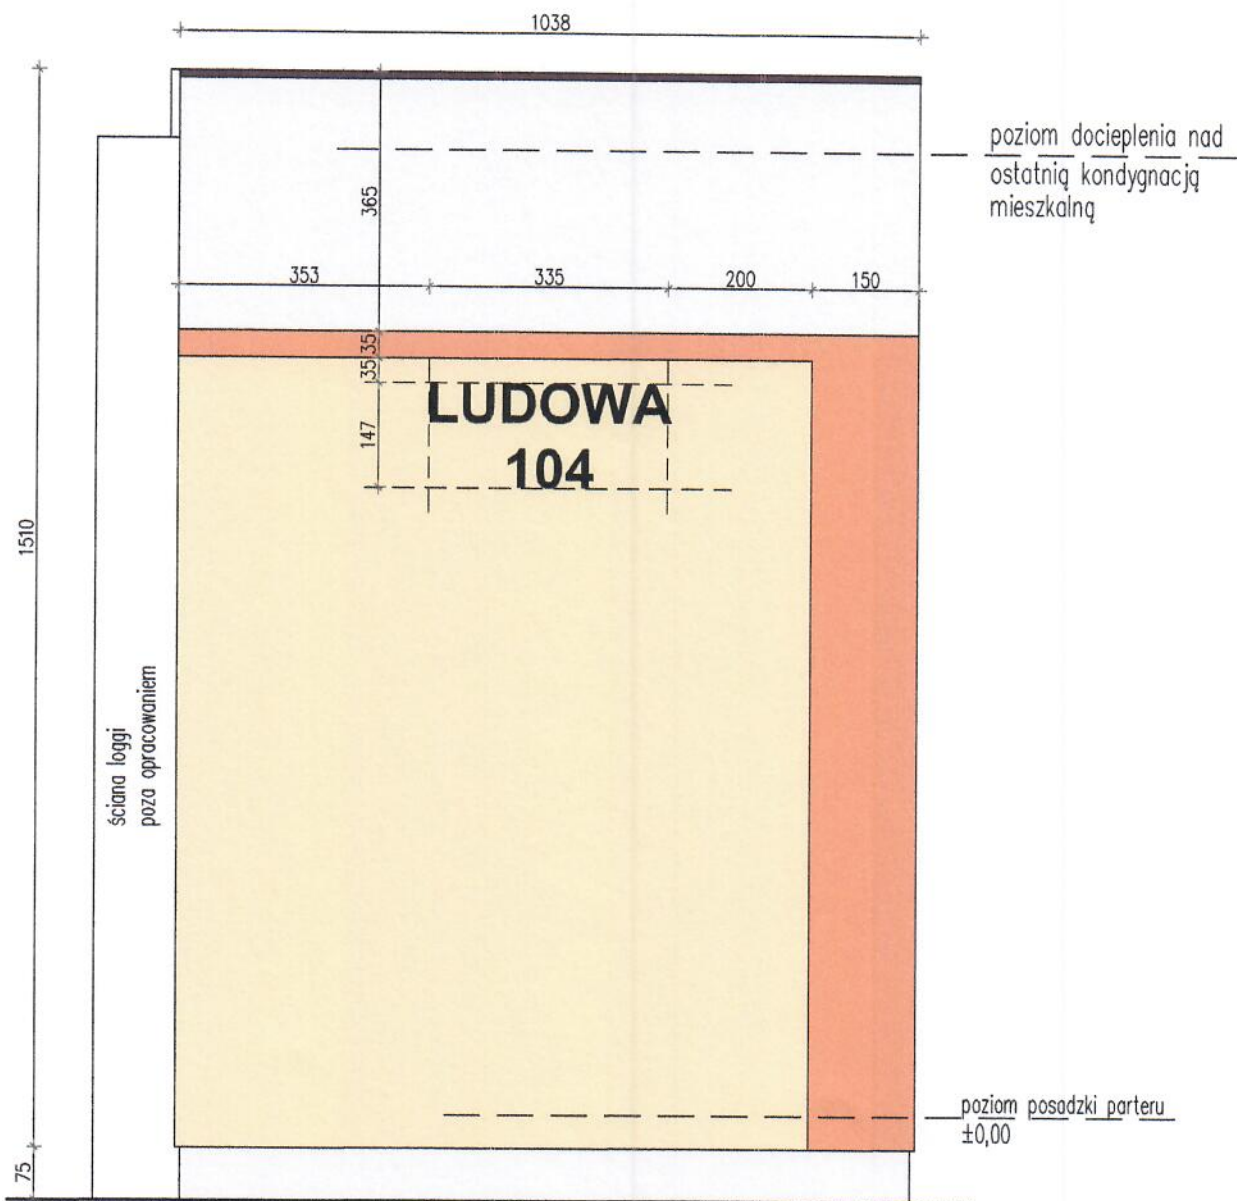 1038
poziom docieplenia nad
ostatnią kondygnacją
mieszkalną
365
353
335
200
150
35
35
LUDOWA
147
104
1510
ściana loggi
poza opracowaniem
poziom posadzki parteru
±0,00
75